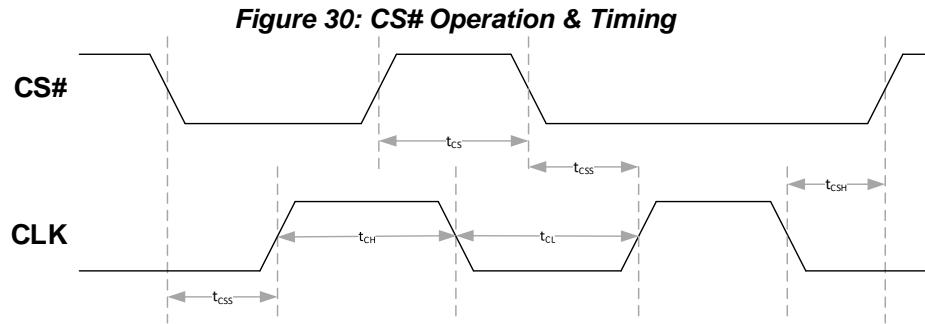 Figure 30: CS# Operation & Timing
CS#
tCS
tCSS
tCSH
CLK
tCH
tCL
tCSS